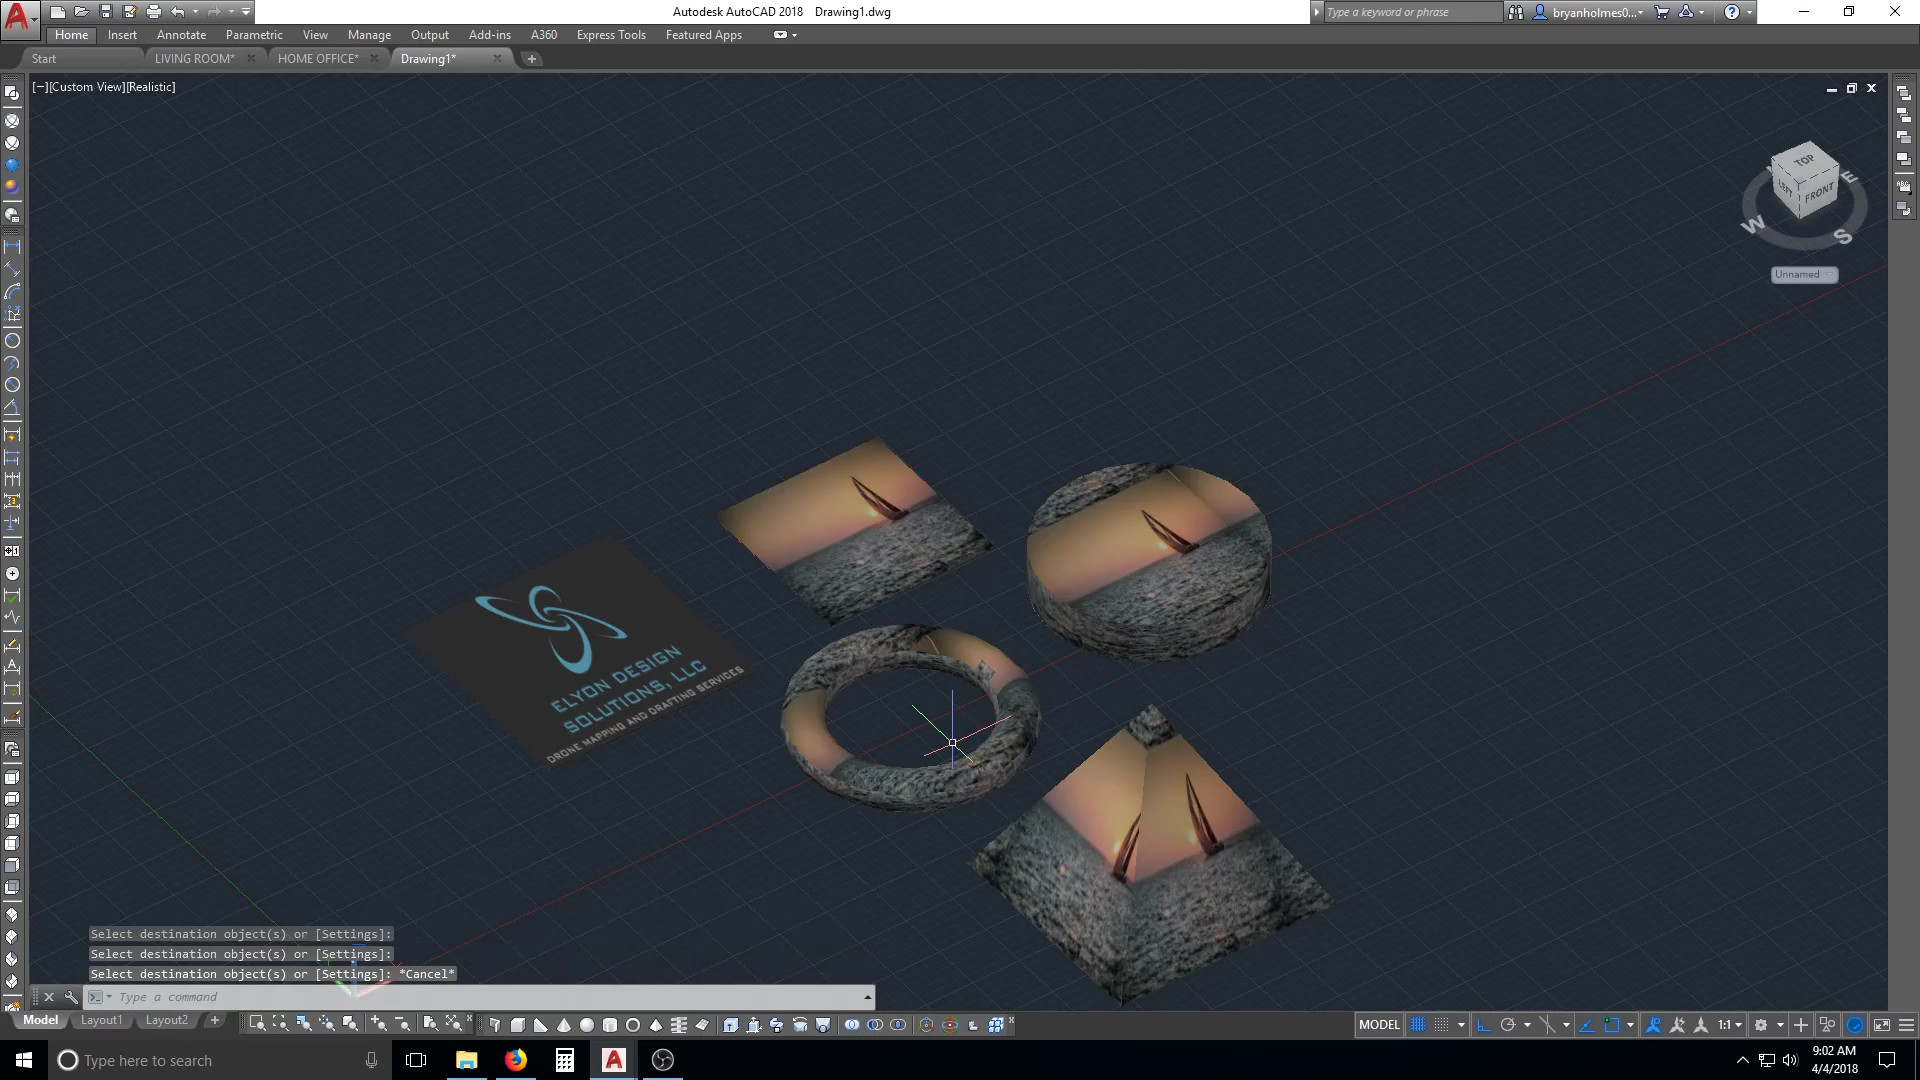 Autodesk AutoCAD 2018 Drawing1.dwg
Type a keyword or phrase
bryanholmes0...
Home Insert Annotate Parametric View Manage Output Add-ins A360 Express Tools Featured Apps
Start LIVING ROOM* HOME OFFICE* Drawing1*
[−][Custom View][Realistic]
TOP
LEFT FRONT
E
W S
Unnamed
ELYON DESIGN
SOLUTIONS, LLC
DRONE MAPPING AND DRAFTING SERVICES
Select destination object(s) or [Settings]:
Select destination object(s) or [Settings]:
Select destination object(s) or [Settings]: *Cancel*
Type a command
Model Layout1 Layout2
MODEL 1:1
Type here to search
9:02 AM
4/4/2018